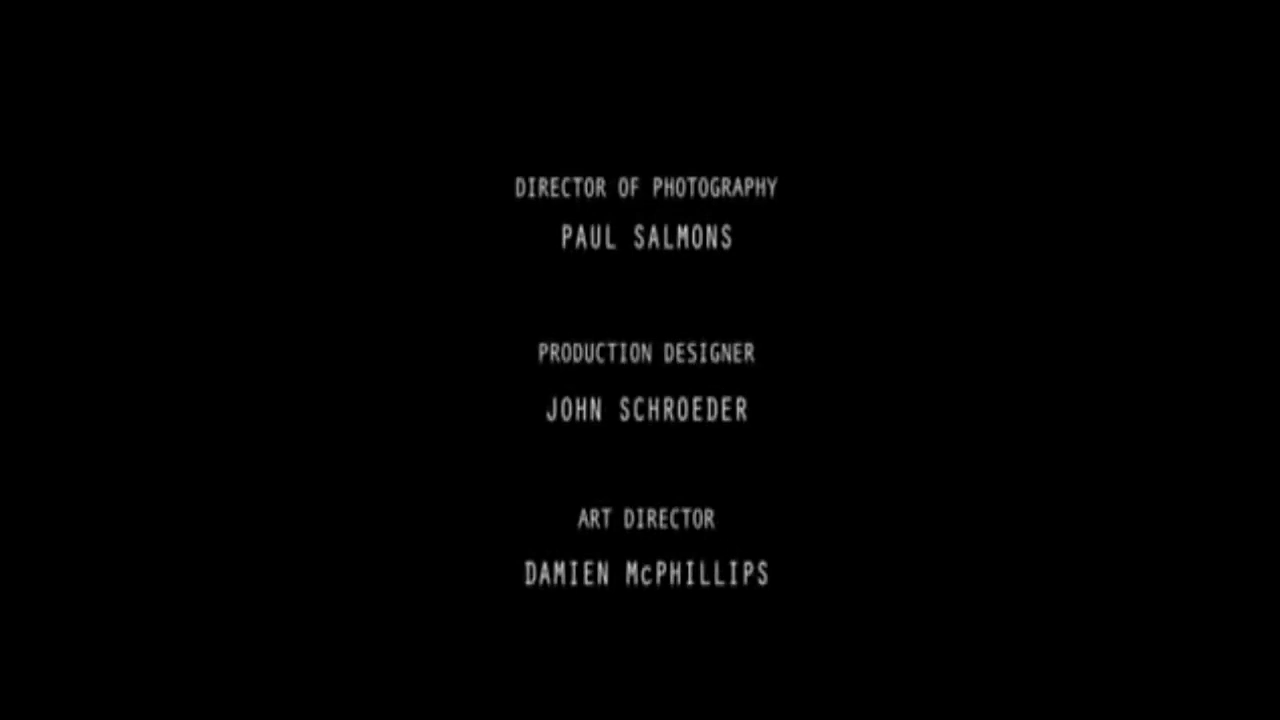 DIRECTOR OF PHOTOGRAPHY
PAUL SALMONS
PRODUCTION DESIGNER
JOHN SCHROEDER
ART DIRECTOR
DAMIEN McPHILLIPS